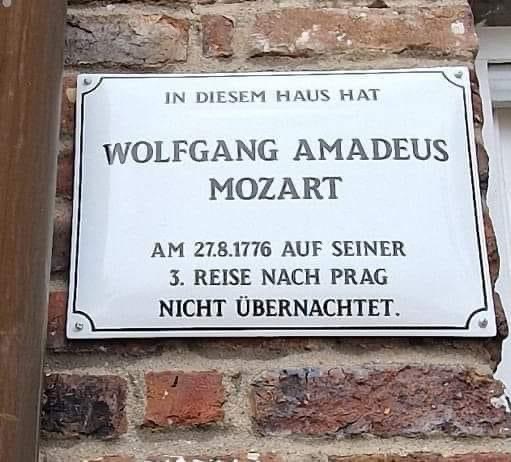 IN DIESEM HAUS HAT
WOLFGANG AMADEUS
MOZART
AM 27.8.1776 AUF SEINER
3. REISE NACH PRAG
NICHT ÜBERNACHTET.